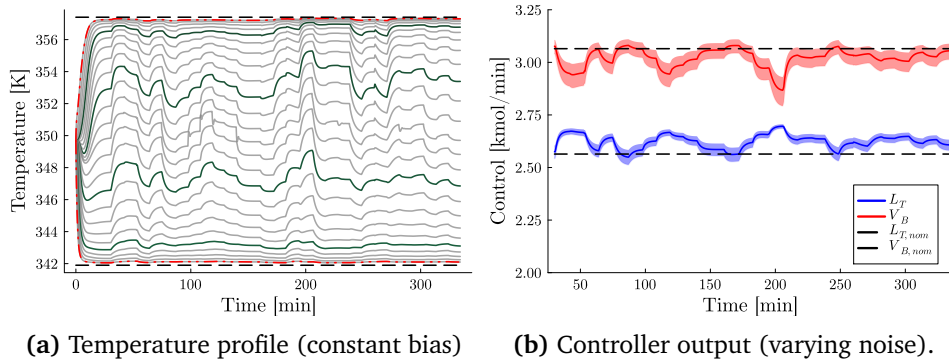 356
354
352
350
348
346
344
342
Temperature [K]
0
100
200
300
Time [min]
3.25
3.00
2.75
2.50
2.25
2.00
Control [kmol/min]
L_T
V_B
L_{T,nom}
V_{B,nom}
50
100
150
200
250
300
Time [min]
(a) Temperature profile (constant bias)
(b) Controller output (varying noise).